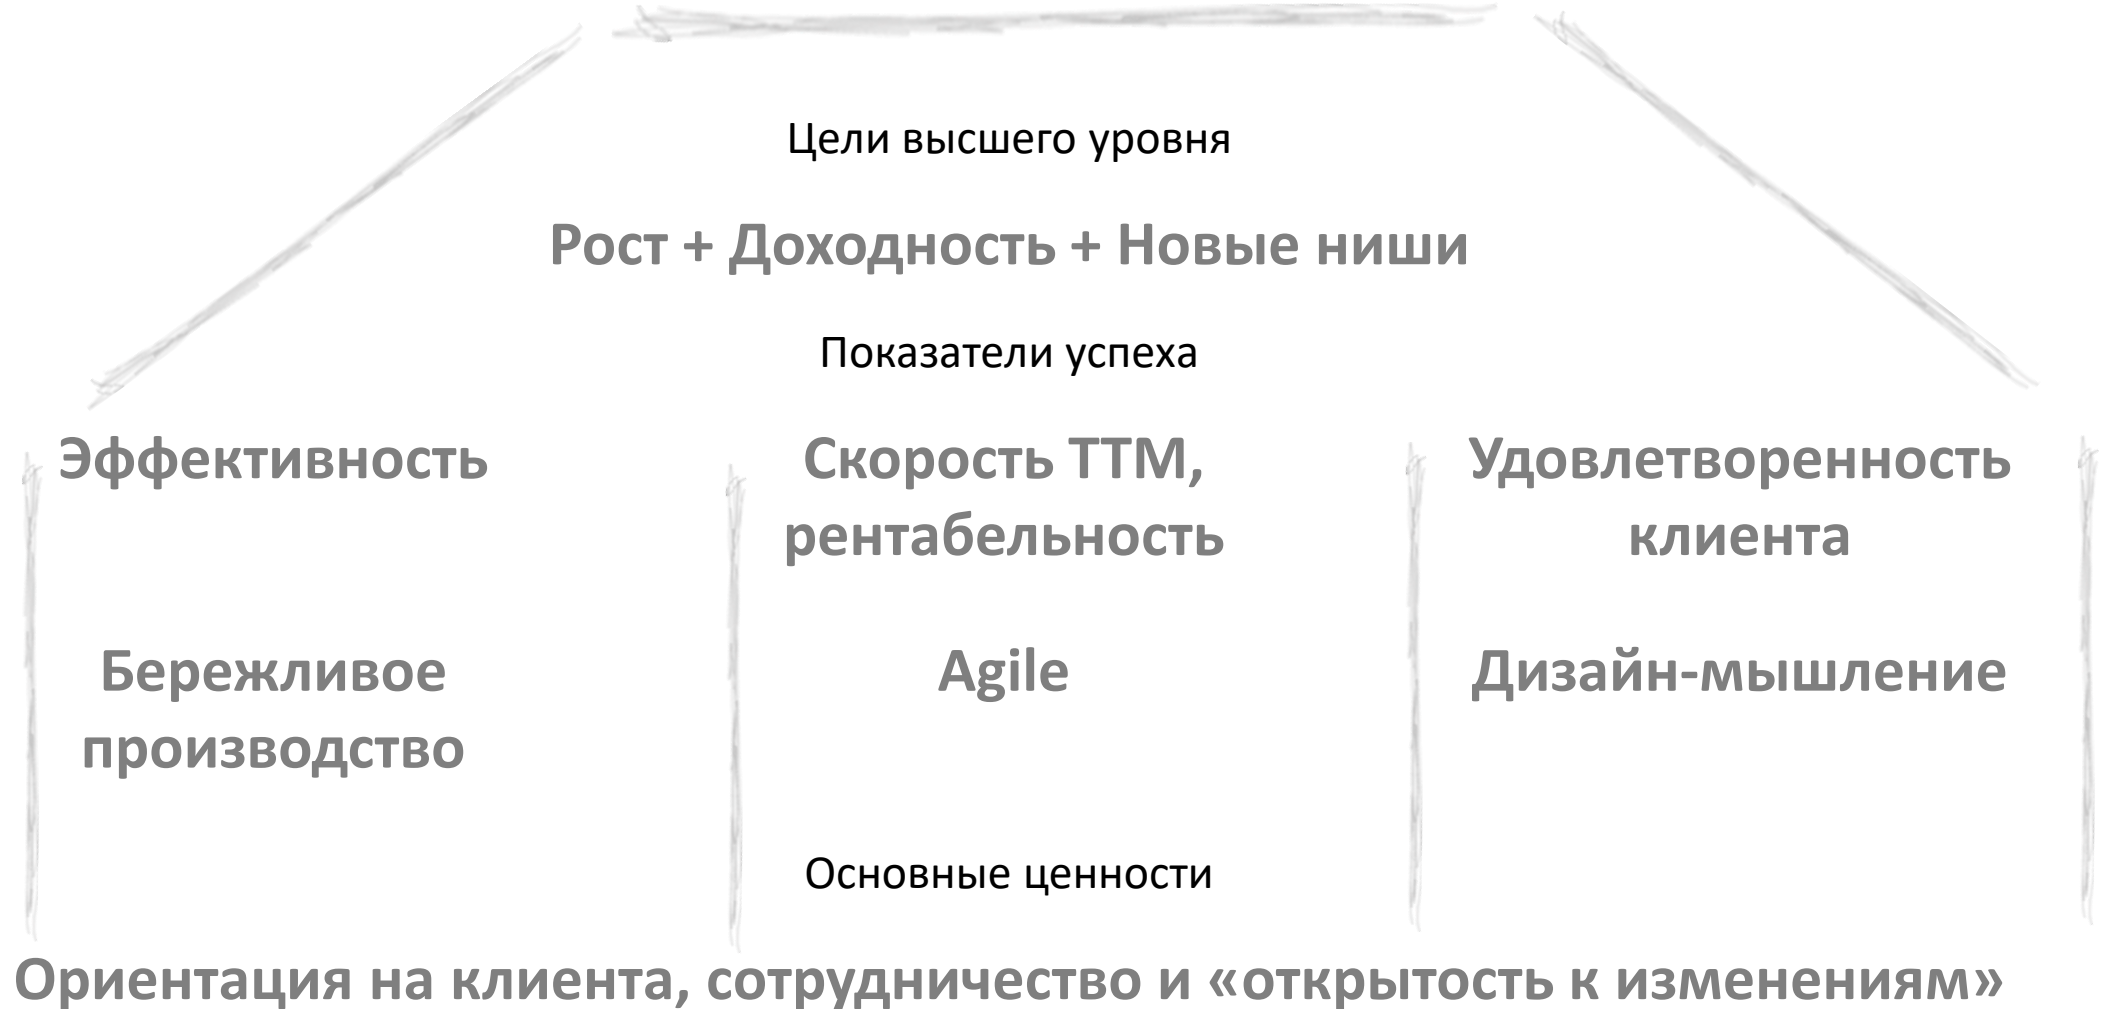 Цели высшего уровня
Рост + Доходность + Новые ниши
Показатели успеха
Эффективность
Скорость TTM,
рентабельность
Удовлетворенность
клиента
Бережливое
производство
Agile
Дизайн-мышление
Основные ценности
Ориентация на клиента, сотрудничество и «открытость к изменениям»